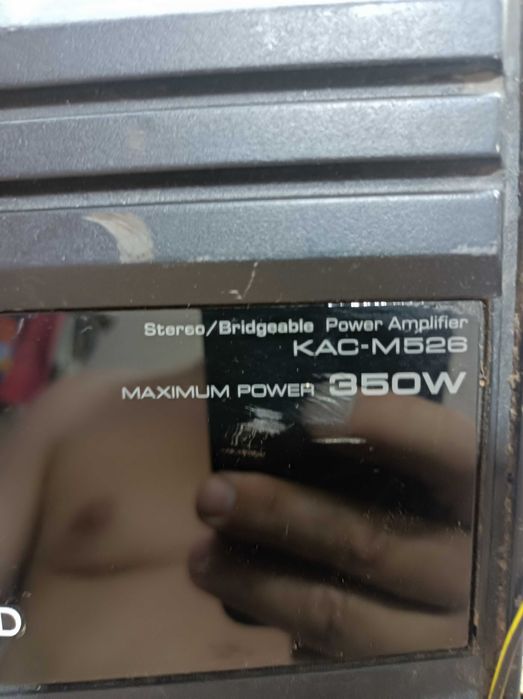 Stereo/Bridgeable Power Amplifier
KAC-M526
MAXIMUM POWER 350W
D